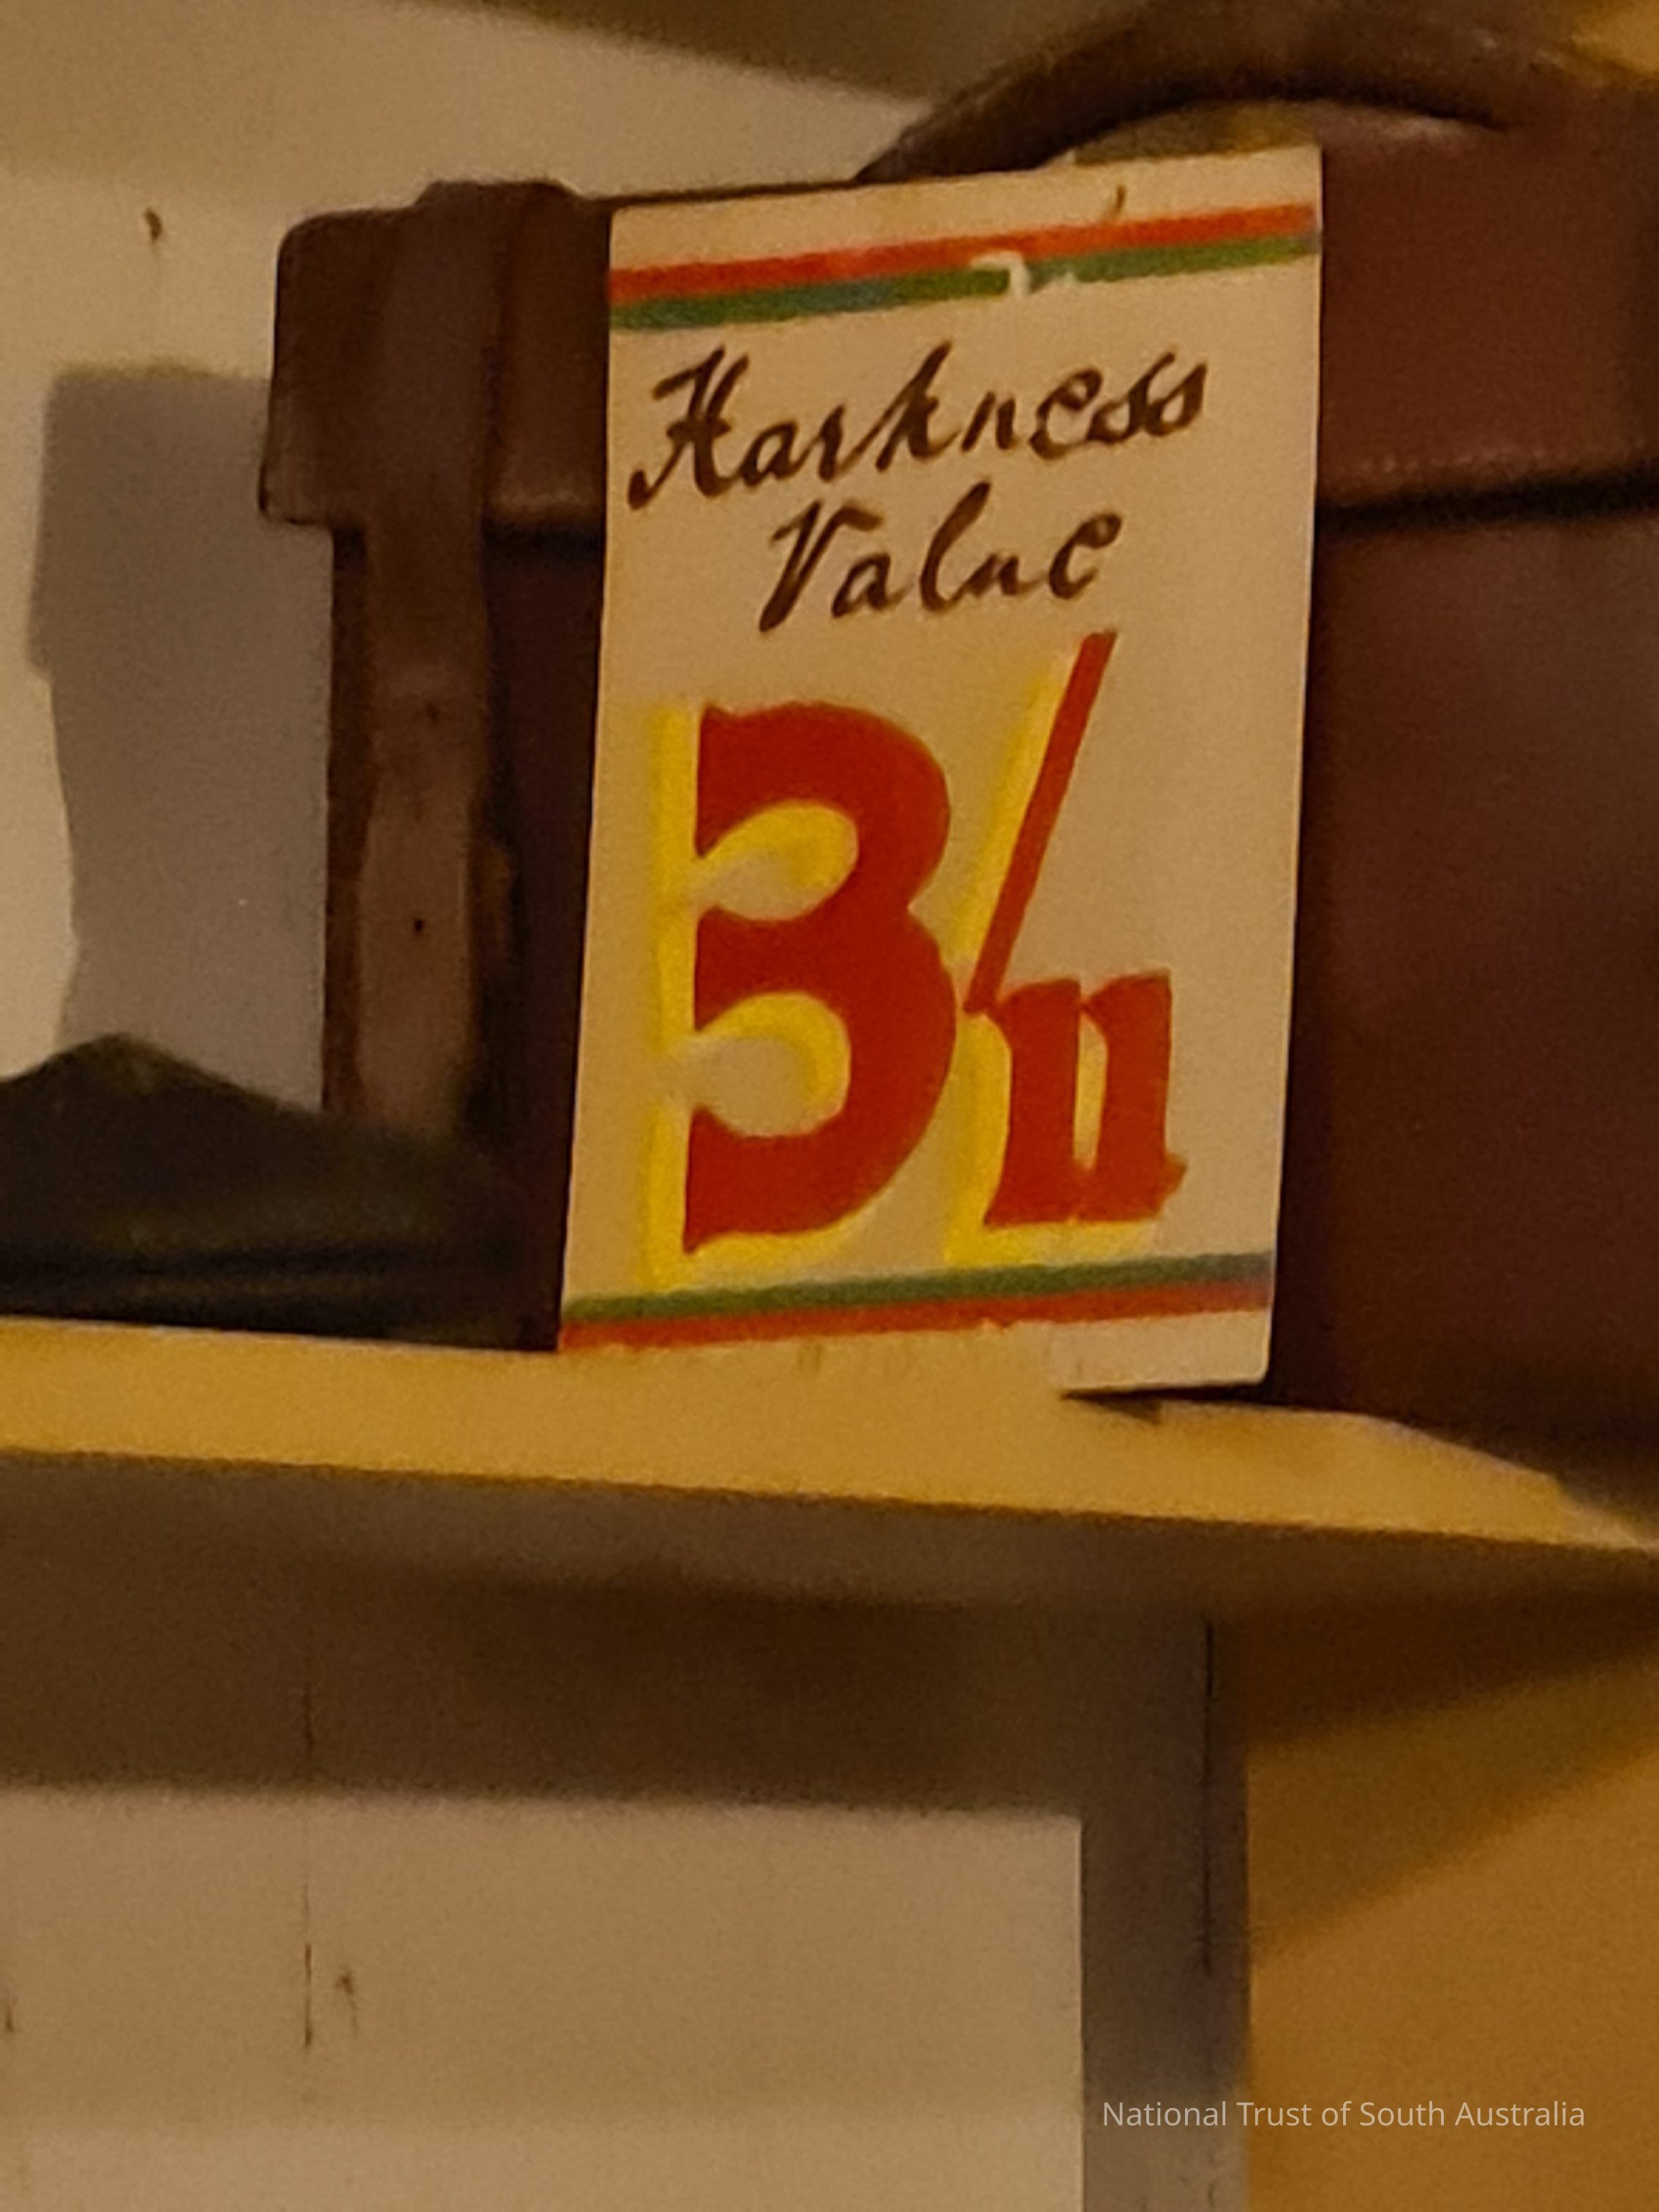 Harkness
Value
3/11
National Trust of South Australia